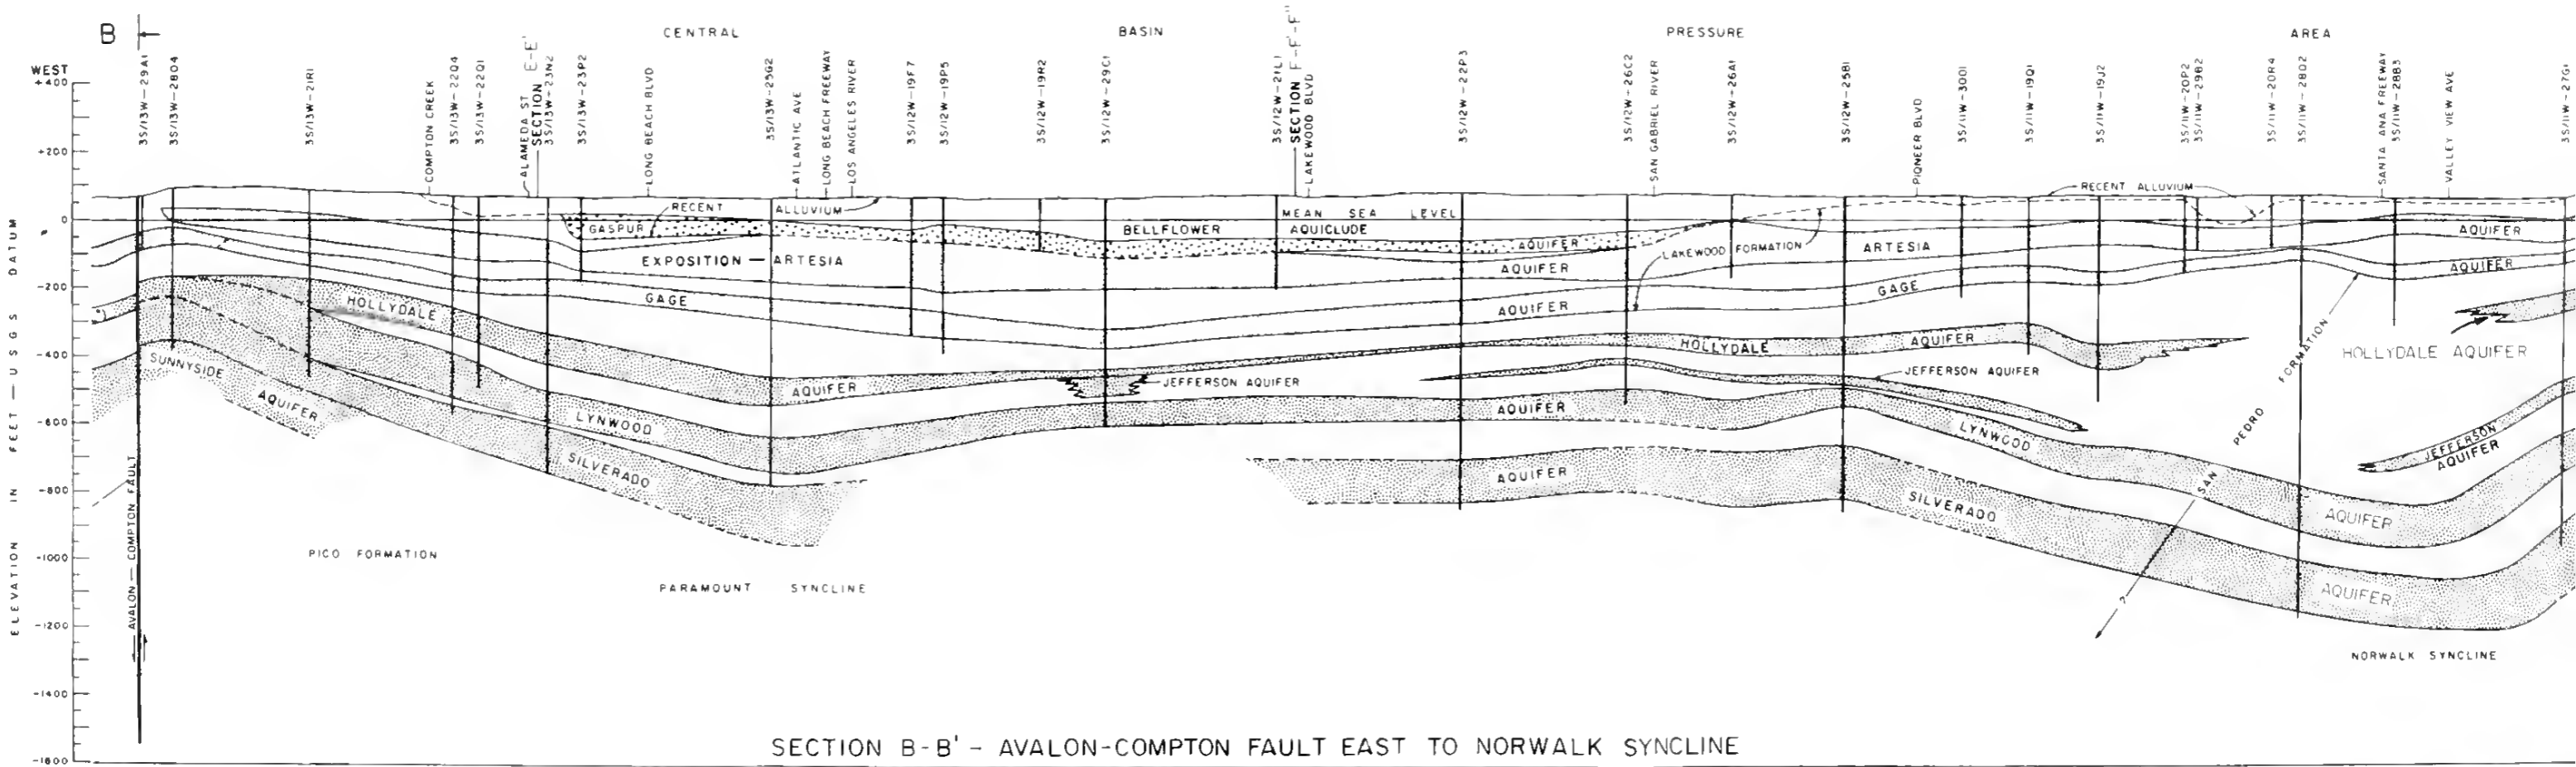 B
CENTRAL
BASIN
PRESSURE
AREA
WEST
+400
+200
0
-200
-400
-600
-800
-1000
-1200
-1400
-1600
ELEVATION IN FEET — USGS DATUM
3S/13W-29A1
3S/13W-28D4
3S/13W-21R1
COMPTON CREEK
3S/13W-22Q4
3S/13W-22Q1
ALAMEDA ST
SECTION E-E'
3S/13W-23N2
3S/13W-23P2
LONG BEACH BLVD
3S/13W-25G2
ATLANTIC AVE
LONG BEACH FREEWAY
LOS ANGELES RIVER
3S/12W-19F7
3S/12W-19P5
3S/12W-19R2
3S/12W-29C1
3S/12W-21L1
SECTION F-F'-F"
LAKEWOOD BLVD
3S/12W-22P3
3S/12W-26C2
SAN GABRIEL RIVER
3S/12W-26A1
3S/12W-25B1
PIONEER BLVD
3S/11W-30D1
3S/11W-19Q1
3S/11W-19J2
3S/11W-20P2
3S/11W-29B2
3S/11W-20R4
3S/11W-28D2
SANTA ANA FREEWAY
3S/11W-28B3
VALLEY VIEW AVE
3S/11W-27G1
RECENT ALLUVIUM
RECENT ALLUVIUM
MEAN SEA LEVEL
GASPUR
BELLFLOWER AQUICLUDE
AQUIFER
LAKEWOOD FORMATION
ARTESIA
AQUIFER
EXPOSITION — ARTESIA
AQUIFER
AQUIFER
GAGE
AQUIFER
GAGE
HOLLYDALE
AQUIFER
HOLLYDALE
AQUIFER
HOLLYDALE AQUIFER
JEFFERSON AQUIFER
JEFFERSON AQUIFER
JEFFERSON AQUIFER
SUNNYSIDE
AQUIFER
LYNWOOD
AQUIFER
LYNWOOD
AQUIFER
SILVERADO
AQUIFER
SILVERADO
AQUIFER
SAN PEDRO FORMATION
?
AVALON — COMPTON FAULT
PICO FORMATION
PARAMOUNT SYNCLINE
NORWALK SYNCLINE
SECTION B-B' - AVALON-COMPTON FAULT EAST TO NORWALK SYNCLINE